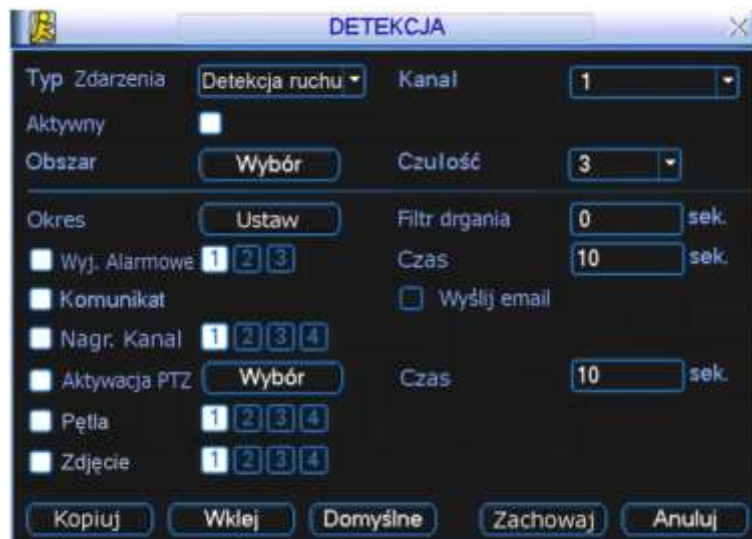 DETEKCJA
Typ Zdarzenia Detekcja ruchu Kanał 1
Aktywny
Obszar Wybór Czułość 3
Okres Ustaw Filtr drgania 0 sek.
Wyj. Alarmowe 1 2 3 Czas 10 sek.
Komunikat Wyślij email
Nagr. Kanal 1 2 3 4
Aktywacja PTZ Wybór Czas 10 sek.
Pętla 1 2 3 4
Zdjęcie 1 2 3 4
Kopiuj Wklej Domyślne Zachowaj Anuluj